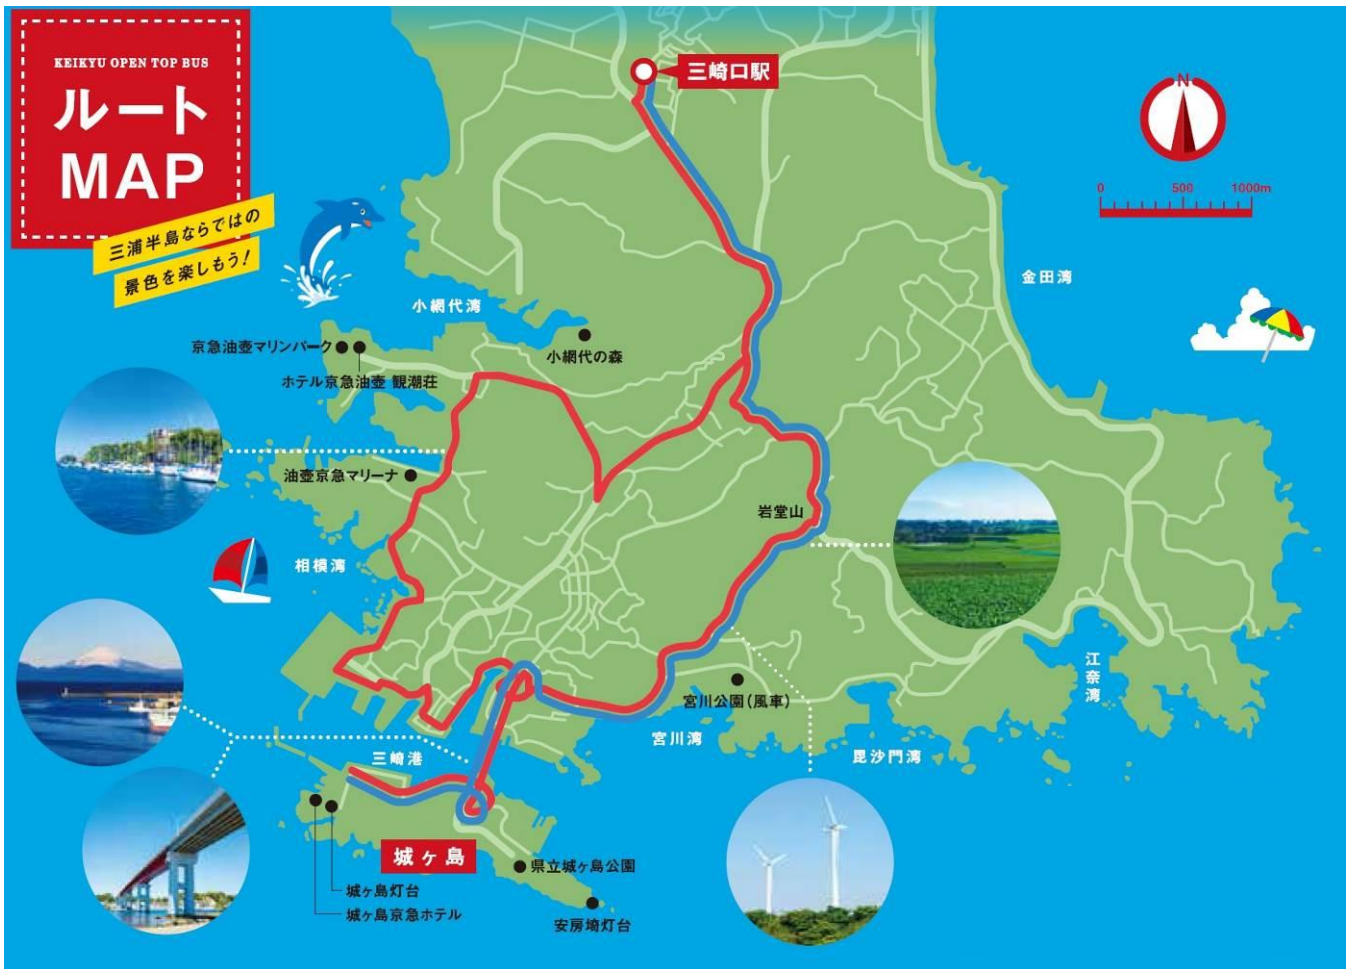 KEIKYU OPEN TOP BUS
ルート
MAP
三浦半島ならではの
景色を楽しもう!
三崎口駅
N
0 500 1000m
金田湾
小網代湾
小網代の森
京急油壺マリンパーク
ホテル京急油壺 観潮荘
油壺京急マリーナ
岩堂山
相模湾
江奈湾
宮川公園(風車)
宮川湾
毘沙門湾
三崎港
城ヶ島
県立城ヶ島公園
城ヶ島灯台
城ヶ島京急ホテル
安房埼灯台